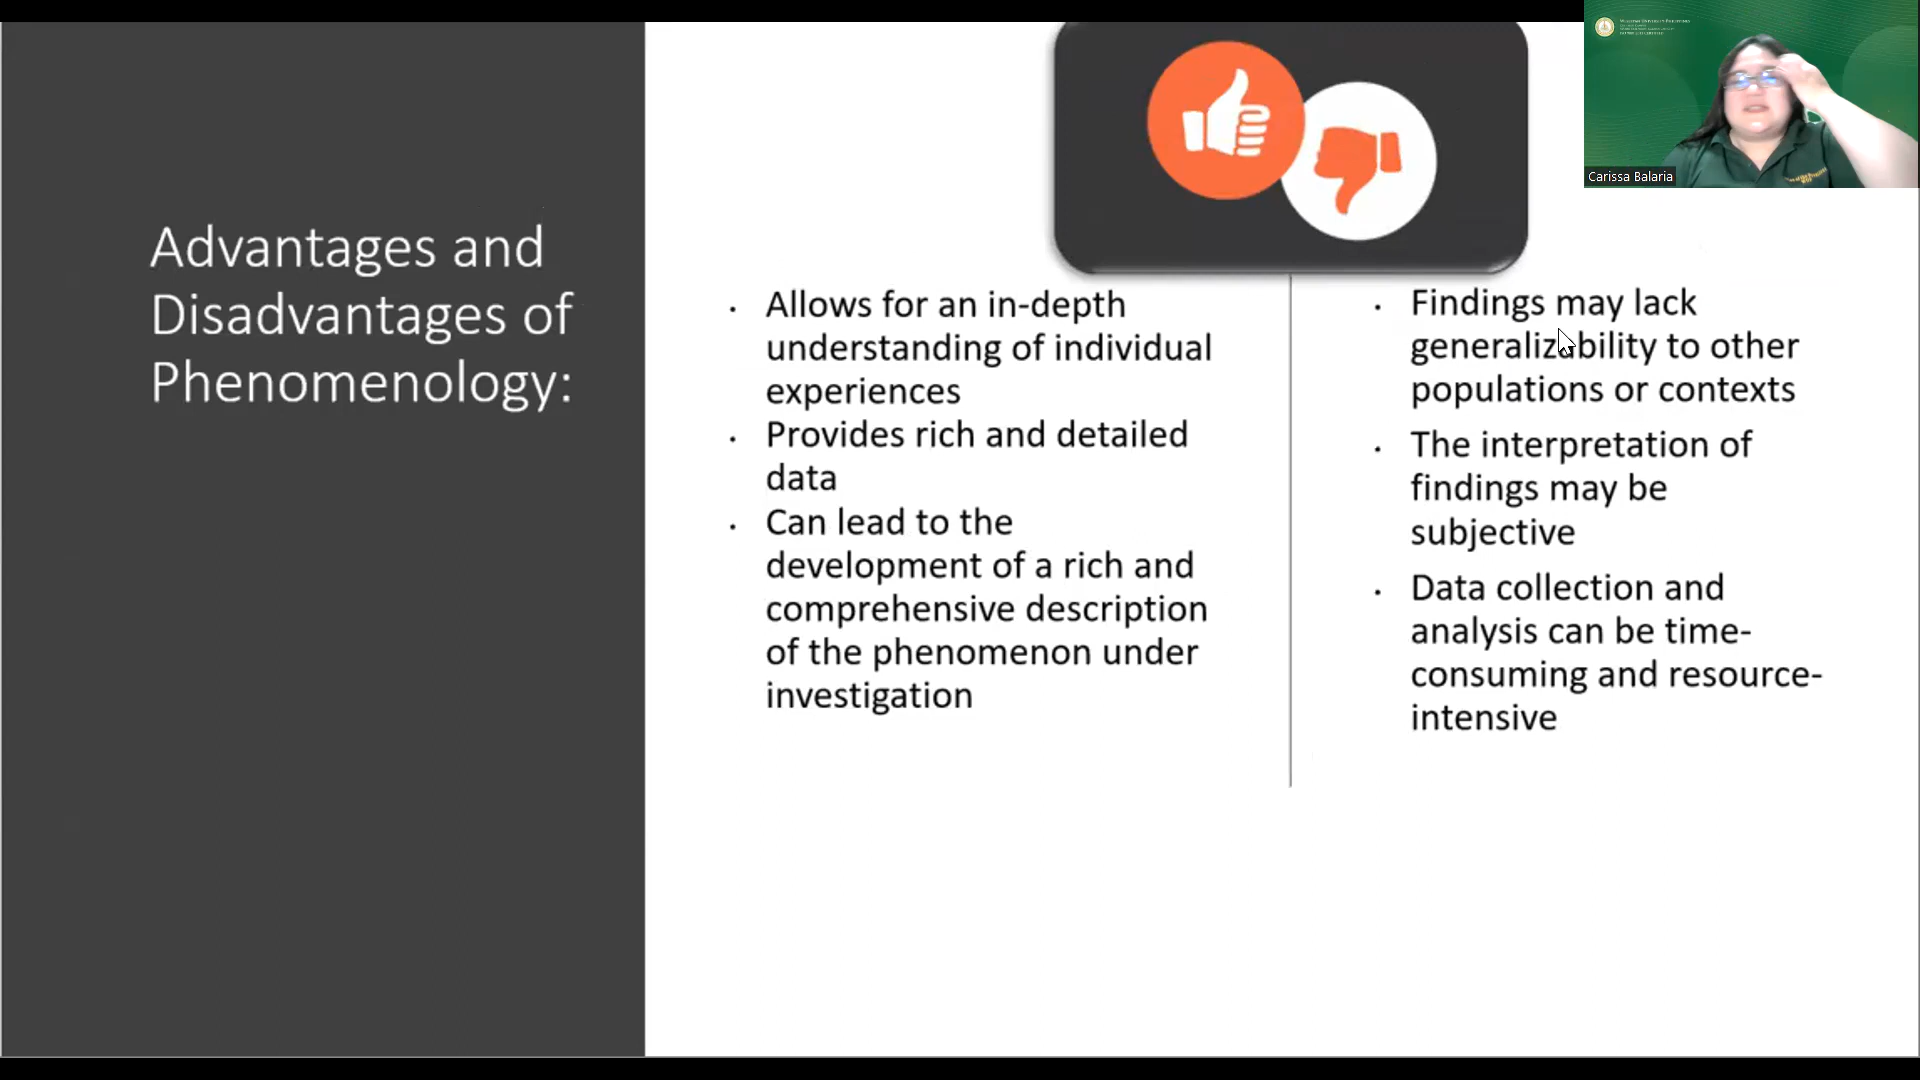 Advantages and
Disadvantages of
Phenomenology:
· Allows for an in-depth
understanding of individual
experiences
· Provides rich and detailed
data
· Can lead to the
development of a rich and
comprehensive description
of the phenomenon under
investigation
· Findings may lack
generalizability to other
populations or contexts
· The interpretation of
findings may be
subjective
· Data collection and
analysis can be time-
consuming and resource-
intensive
Carissa Balaria